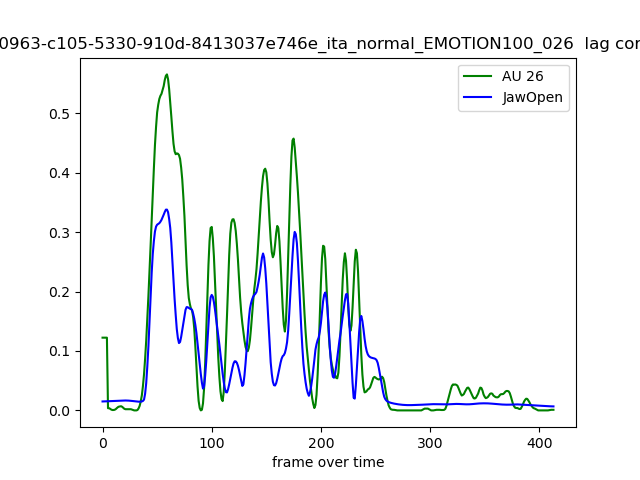 0963-c105-5330-910d-8413037e746e_ita_normal_EMOTION100_026 lag cor
AU 26
JawOpen
0.5
0.4
0.3
0.2
0.1
0.0
0 100 200 300 400
frame over time